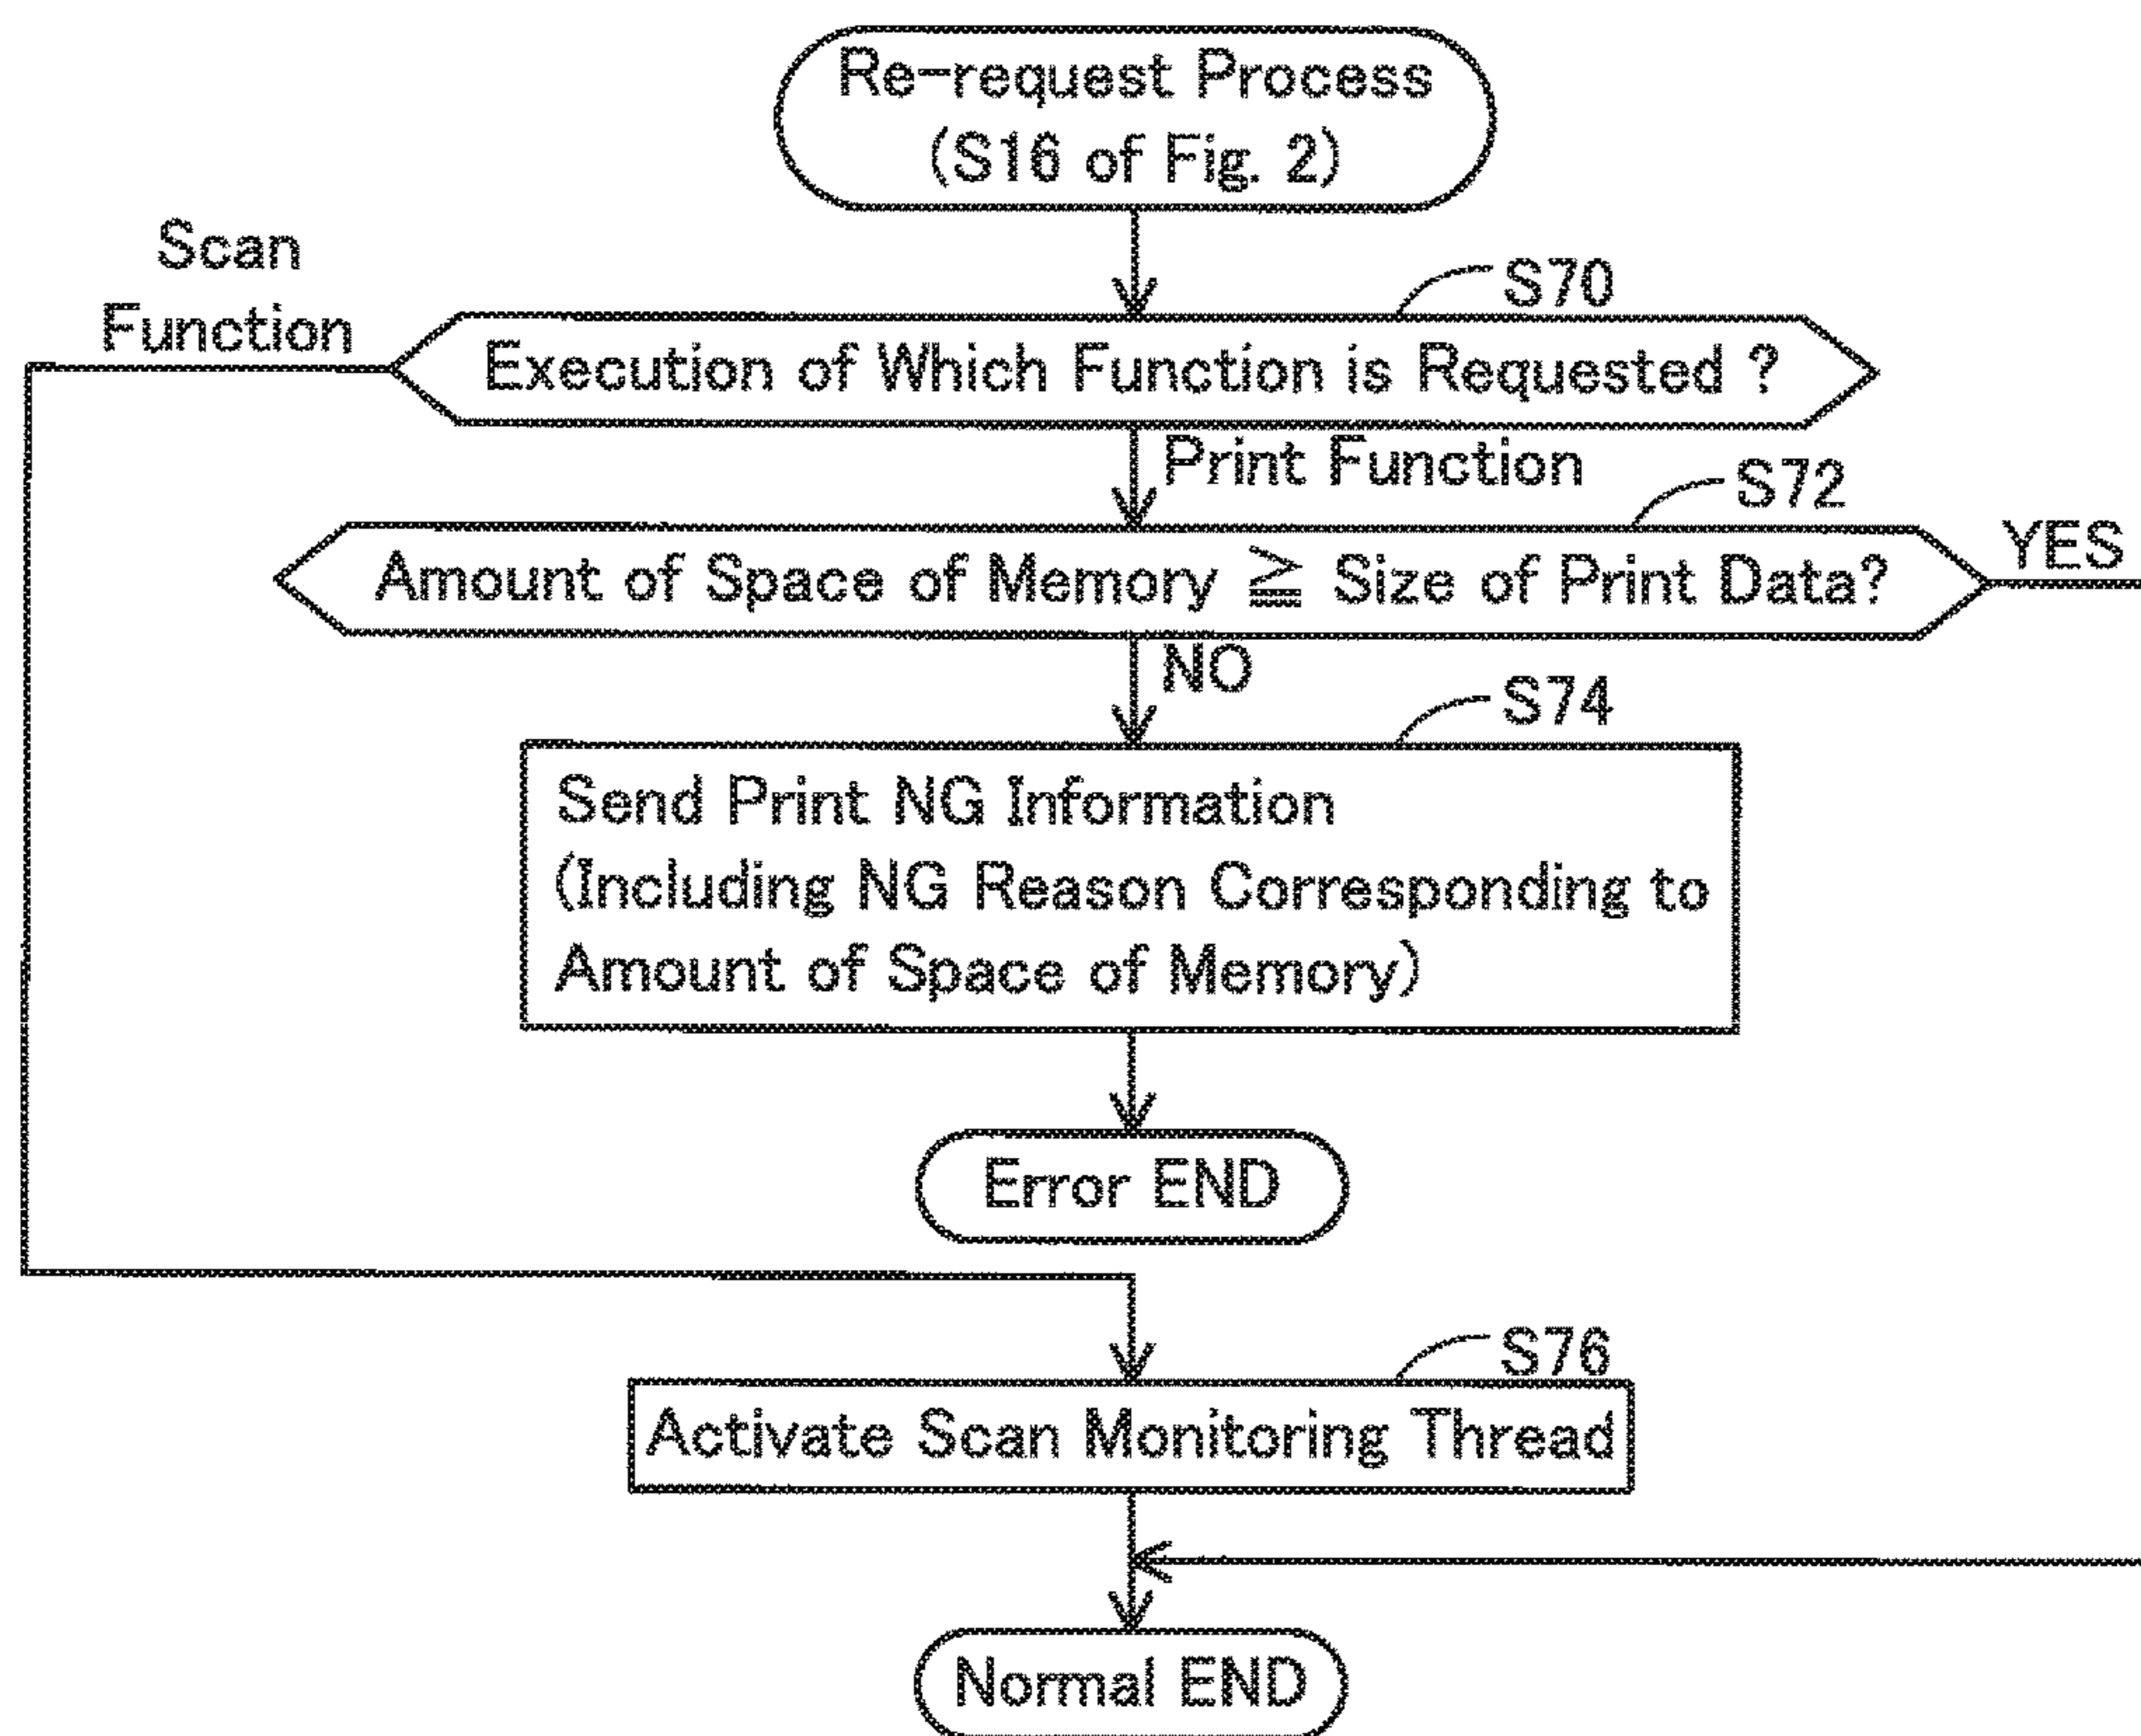 Re-request Process
(S16 of Fig. 2)
Scan
Function
S70
Execution of Which Function is Requested ?
Print Function
S72
Amount of Space of Memory ≧ Size of Print Data?
YES
NO
S74
Send Print NG Information
(Including NG Reason Corresponding to
Amount of Space of Memory)
Error END
S76
Activate Scan Monitoring Thread
Normal END